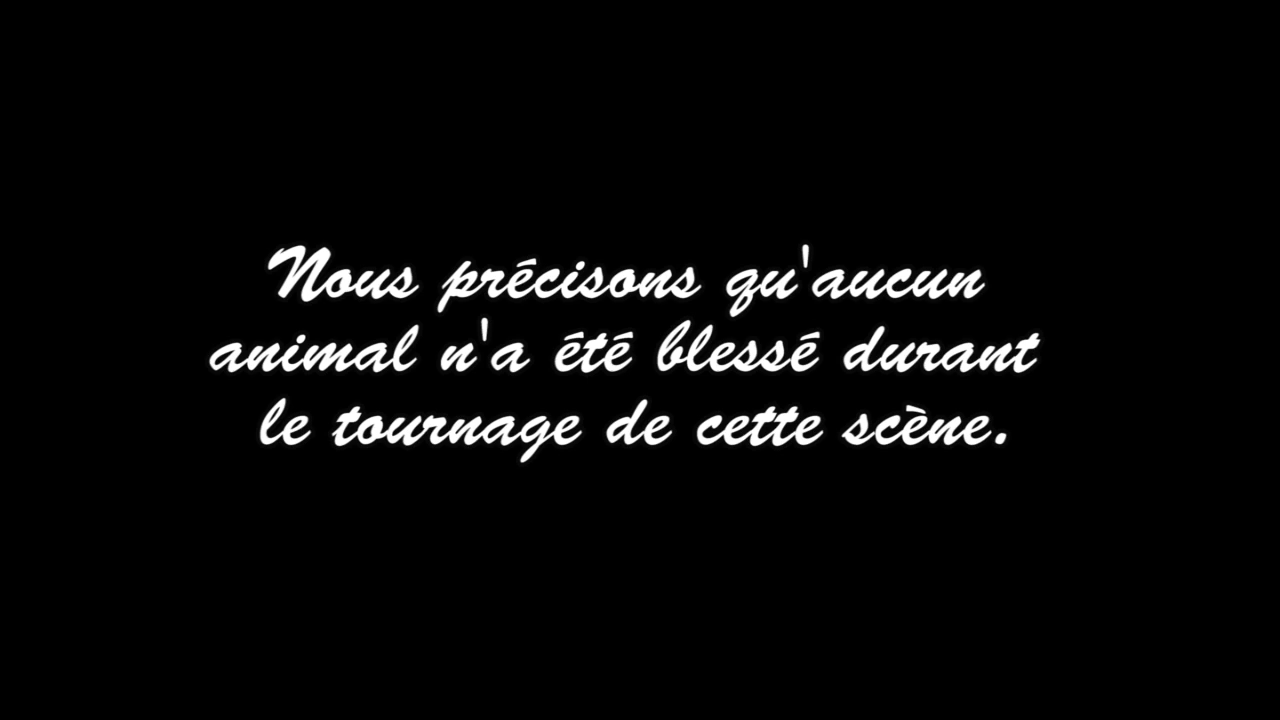 Nous précisons qu'aucun
animal n'a été blessé durant
le tournage de cette scène.